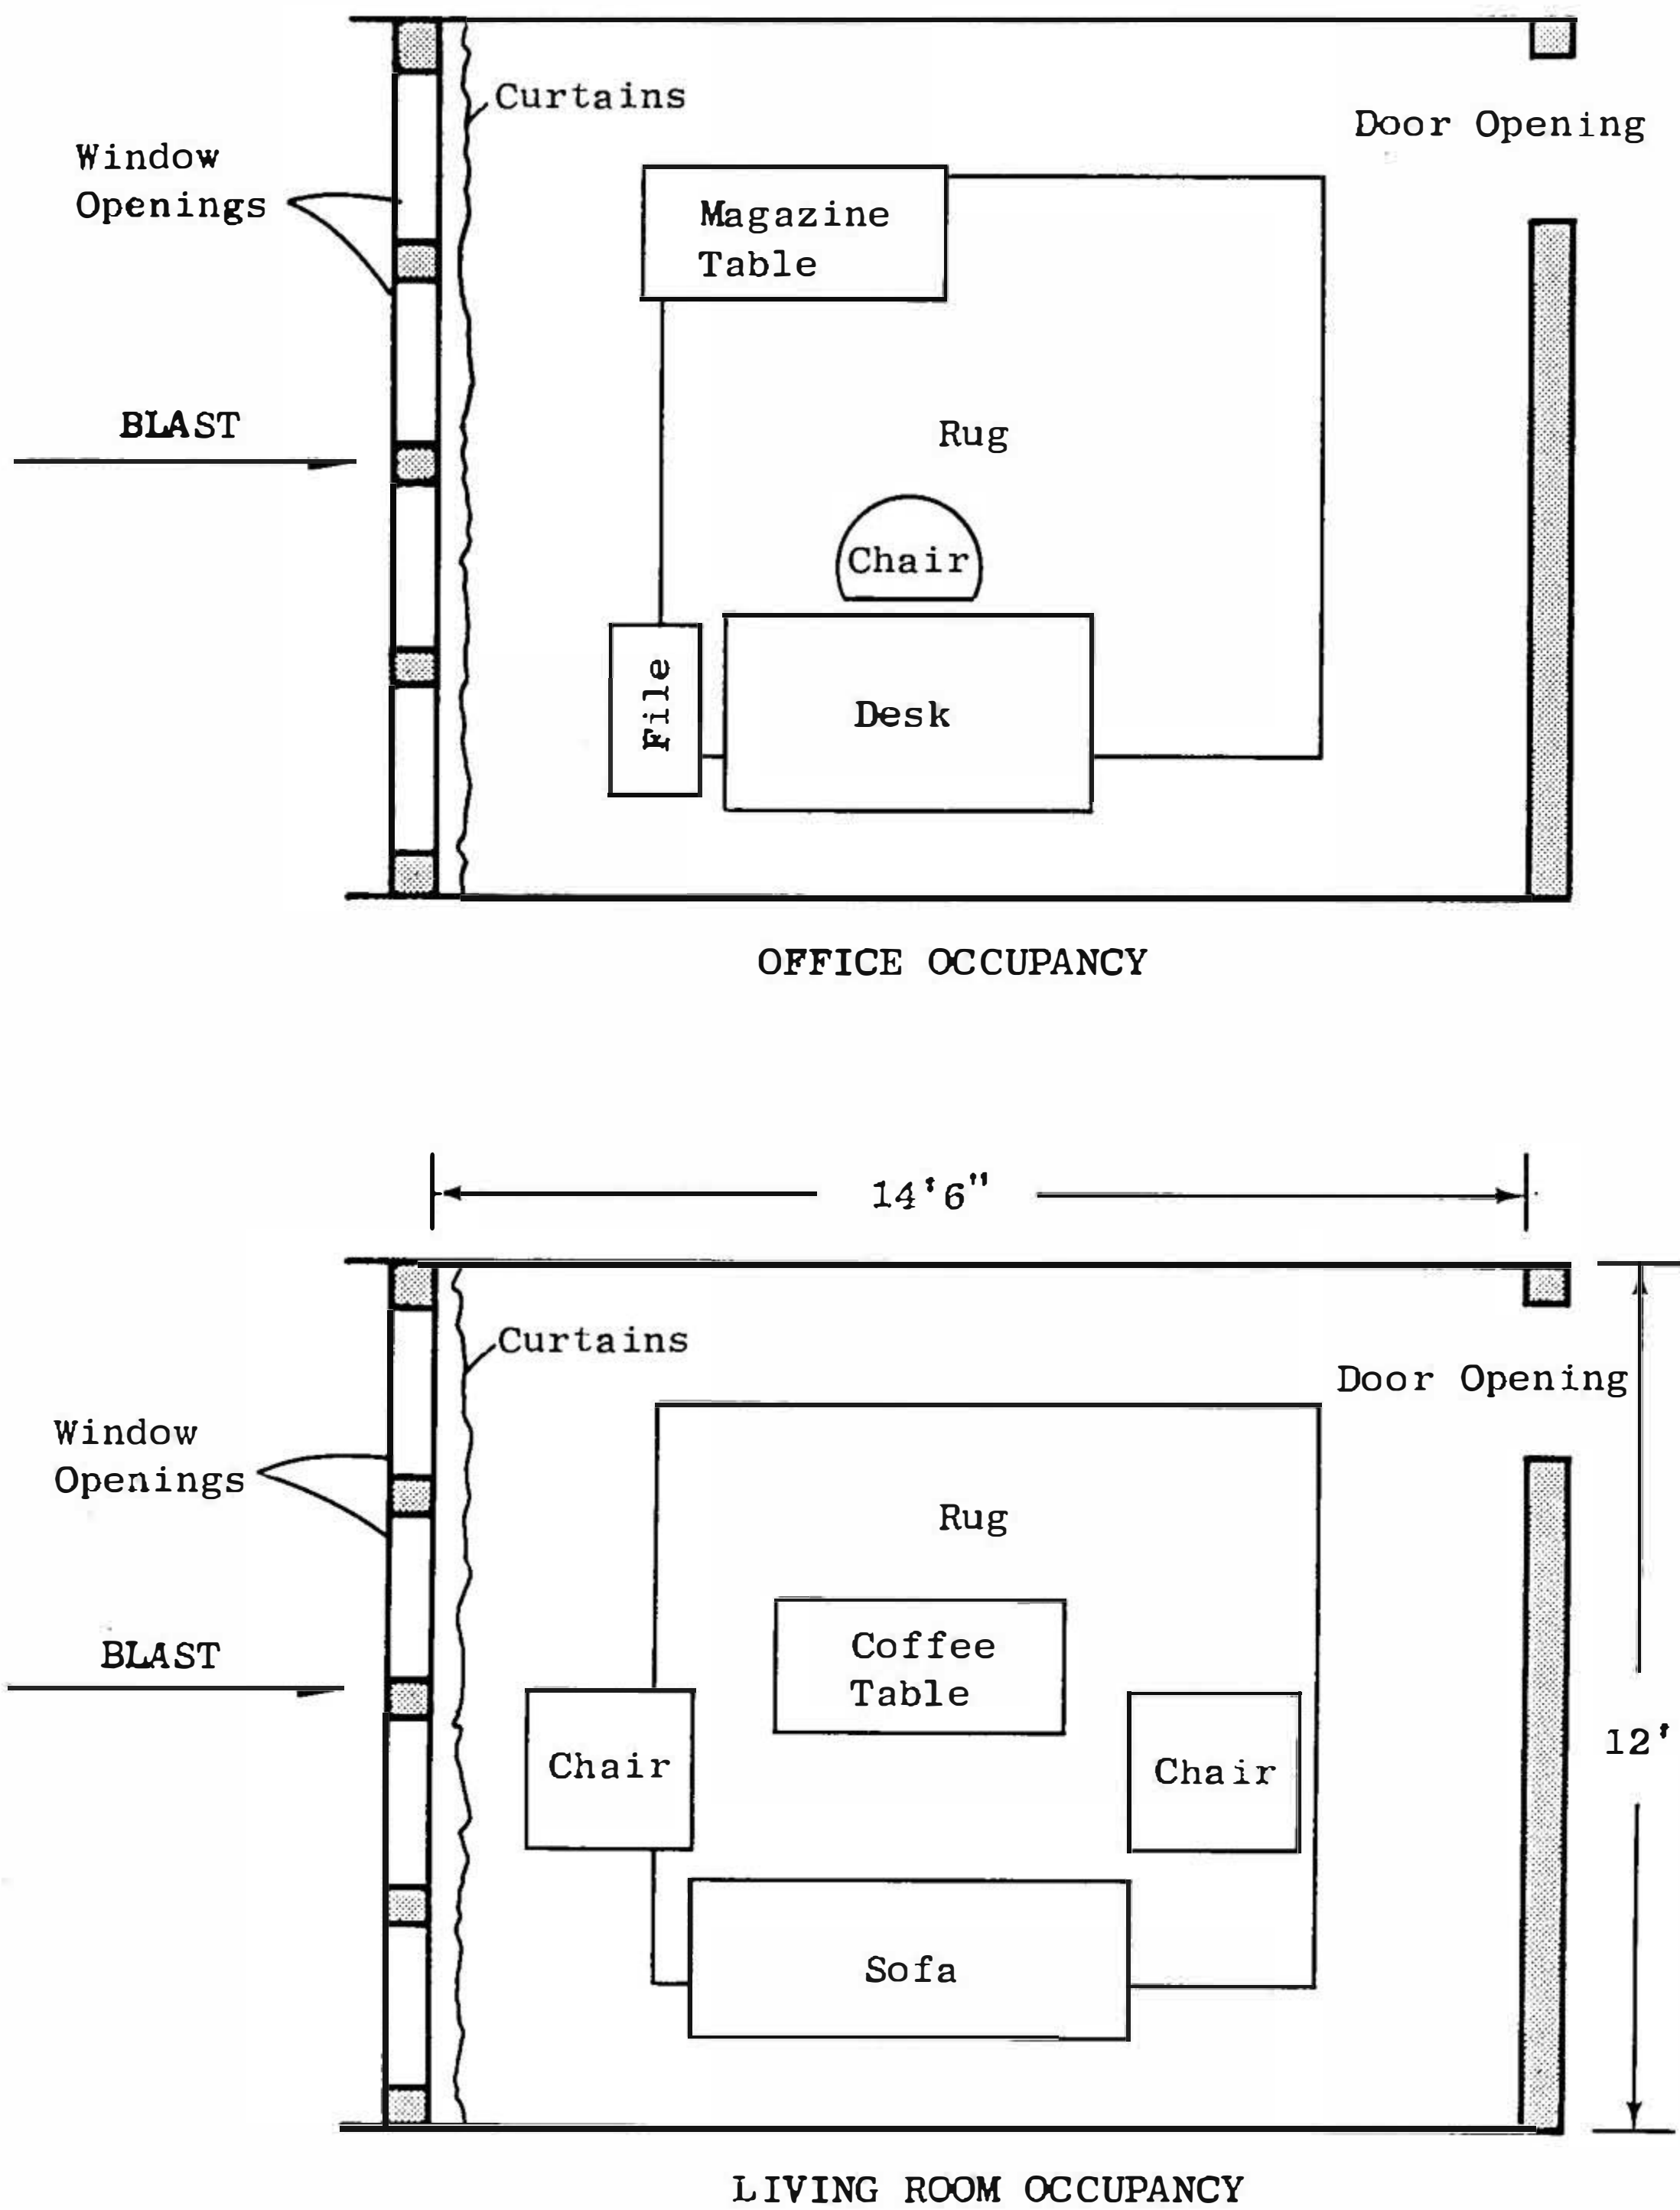 Curtains
Door Opening
Window
Openings
Magazine
Table
BLAST
Rug
Chair
File
Desk
OFFICE OCCUPANCY
14'6"
Curtains
Door Opening
Window
Openings
Rug
Coffee
Table
BLAST
12'
Chair
Chair
Sofa
LIVING ROOM OCCUPANCY